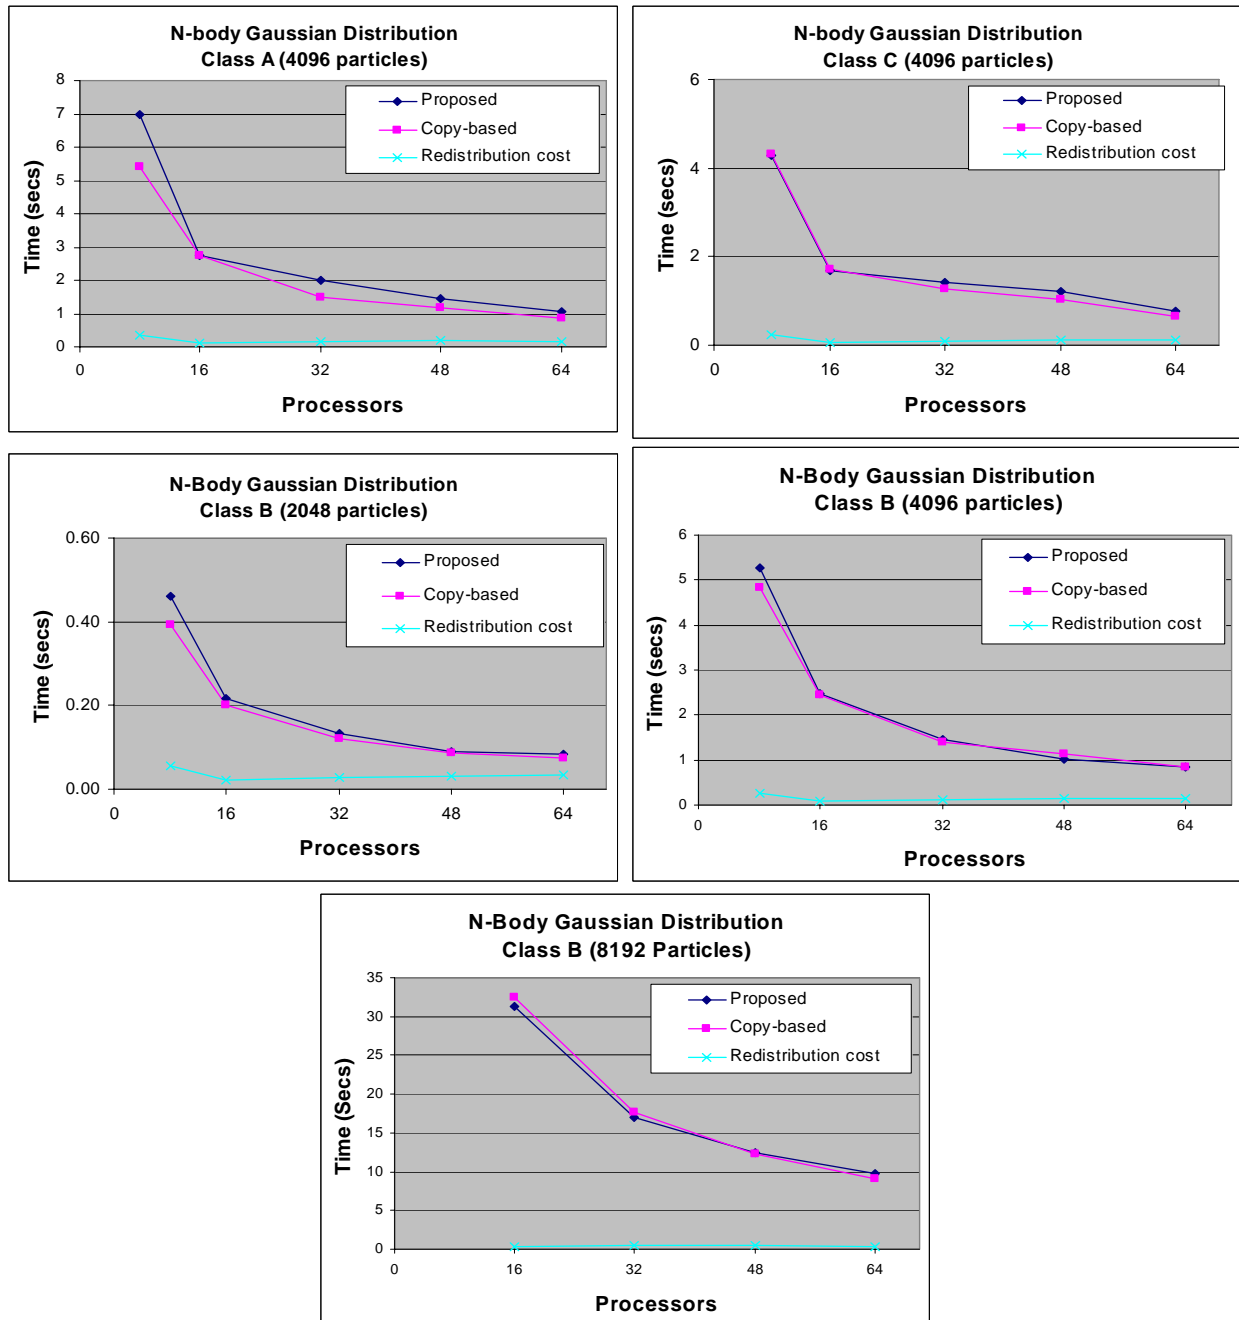 N-body Gaussian Distribution
Class A (4096 particles)
8
7
6
5
4
3
2
1
0
Time (secs)
Proposed
Copy-based
Redistribution cost
0
16
32
48
64
Processors
N-body Gaussian Distribution
Class C (4096 particles)
6
4
2
0
Time (secs)
Proposed
Copy-based
Redistribution cost
0
16
32
48
64
Processors
N-Body Gaussian Distribution
Class B (2048 particles)
0.60
0.40
0.20
0.00
Time (secs)
Proposed
Copy-based
Redistribution cost
0
16
32
48
64
Processors
N-Body Gaussian Distribution
Class B (4096 particles)
6
5
4
3
2
1
0
Time (secs)
Proposed
Copy-based
Redistribution cost
0
16
32
48
64
Processors
N-Body Gaussian Distribution
Class B (8192 Particles)
35
30
25
20
15
10
5
0
Time (Secs)
Proposed
Copy-based
Redistribution cost
0
16
32
48
64
Processors